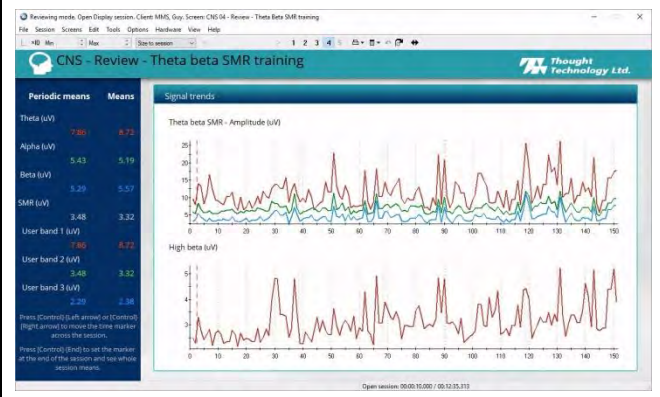 Reviewing mode. Open Display session. Client: MMS, Guy. Screen: CNS 04 - Review - Theta Beta SMR training
File Session Screens Edit Tools Options Hardware View Help
Min Max Size to session 1 2 3 4 5
CNS - Review - Theta beta SMR training
Thought
Technology Ltd.
Periodic means Means
Theta (uV)
7.80 8.72
Alpha (uV)
5.43 5.19
Beta (uV)
5.29 5.57
SMR (uV)
3.48 3.32
User band 1 (uV)
7.80 8.72
User band 2 (uV)
3.48 3.32
User band 3 (uV)
2.29 2.38
Press [Control] [Left arrow] or [Control]
[Right arrow] to move the time marker
across the session.
Press [Control] [End] to set the marker
at the end of the session and see whole
session means.
Signal trends
Theta beta SMR - Amplitude (uV)
25
20
15
10
5
0 10 20 30 40 50 60 70 80 90 100 110 120 130 140 150
High beta (uV)
5
4
3
0 10 20 30 40 50 60 70 80 90 100 110 120 130 140 150
Open session: 00:00:10.000 / 00:12:35.313